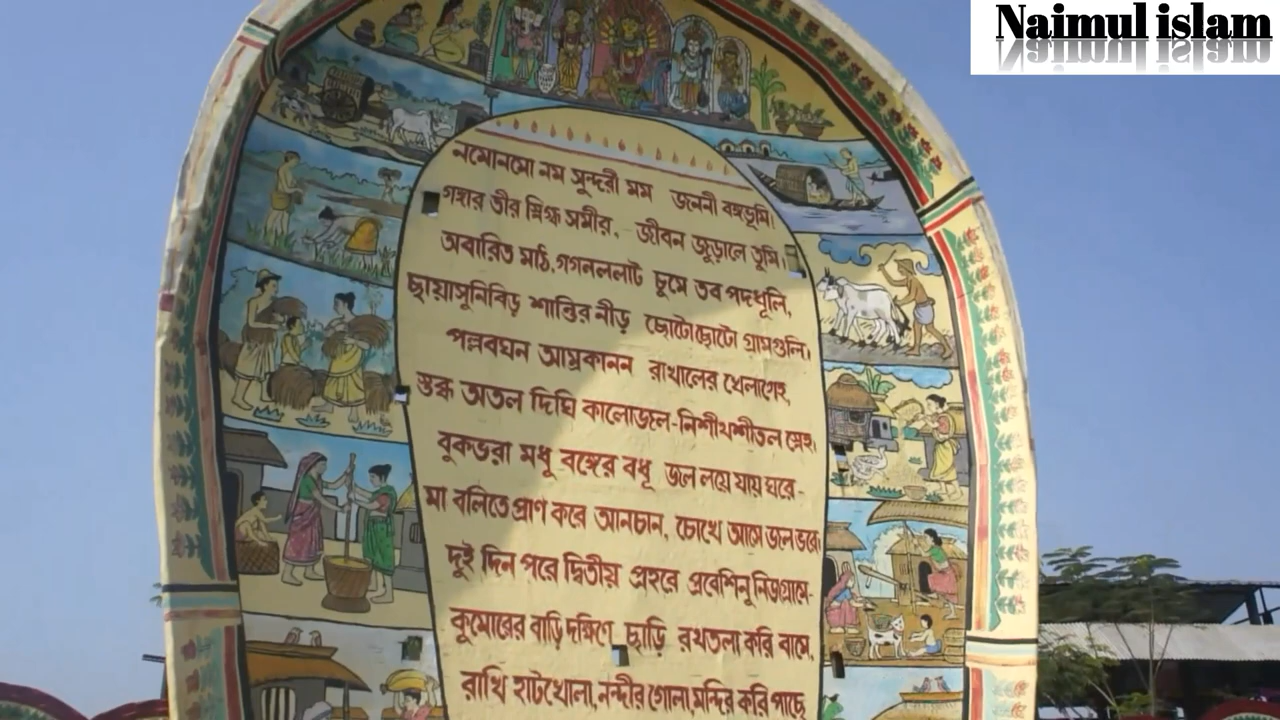 Naimul islam
নমোনমো নম সুন্দরী মম জননী বঙ্গভূমি।
গঙ্গার তীর স্নিগ্ধ সমীর, জীবন জুড়ালে তুমি।
অবারিত মাঠ, গগনললাট চুমে তব পদধূলি,
ছায়াসুনিবিড় শান্তির নীড় ছোটোছোটো গ্রামগুলি।
পল্লবঘন আম্রকানন রাখালের খেলাগেহ,
স্তব্ধ অতল দিঘি কালোজল-নিশীথশীতল স্নেহ।
বুকভরা মধু বঙ্গের বধূ জল লয়ে যায় ঘরে-
মা বলিতে প্রাণ করে আনচান, চোখে আসে জল ভরে।
দুই দিন পরে দ্বিতীয় প্রহরে প্রবেশিনু নিজগ্রামে-
কুমোরের বাড়ি দক্ষিণে ছাড়ি রথতলা করি বামে,
রাখি হাটখোলা, নন্দীর গোলা, মন্দির করি পাছে